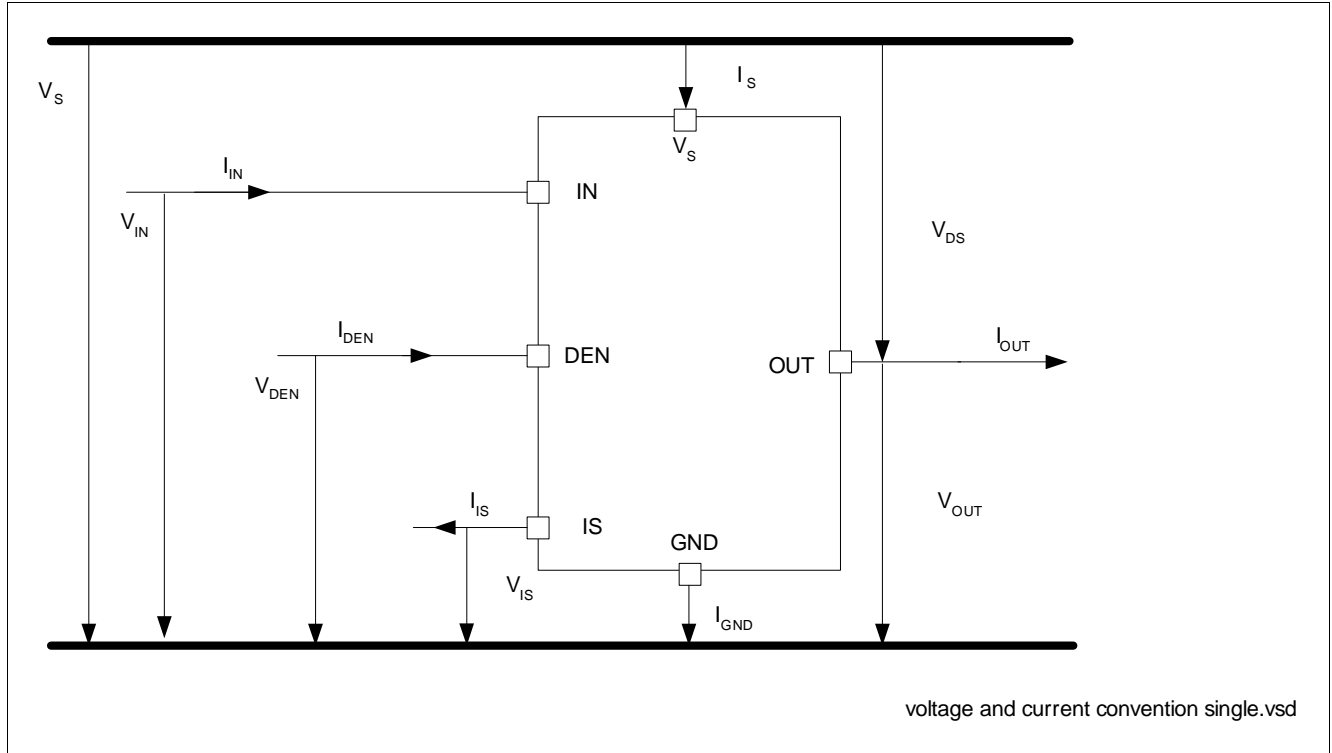 V_S
I_S
V_S
I_IN
V_IN
IN
V_DS
I_DEN
V_DEN
DEN
OUT
I_OUT
I_IS
V_IS
IS
GND
V_OUT
I_GND
voltage and current convention single.vsd